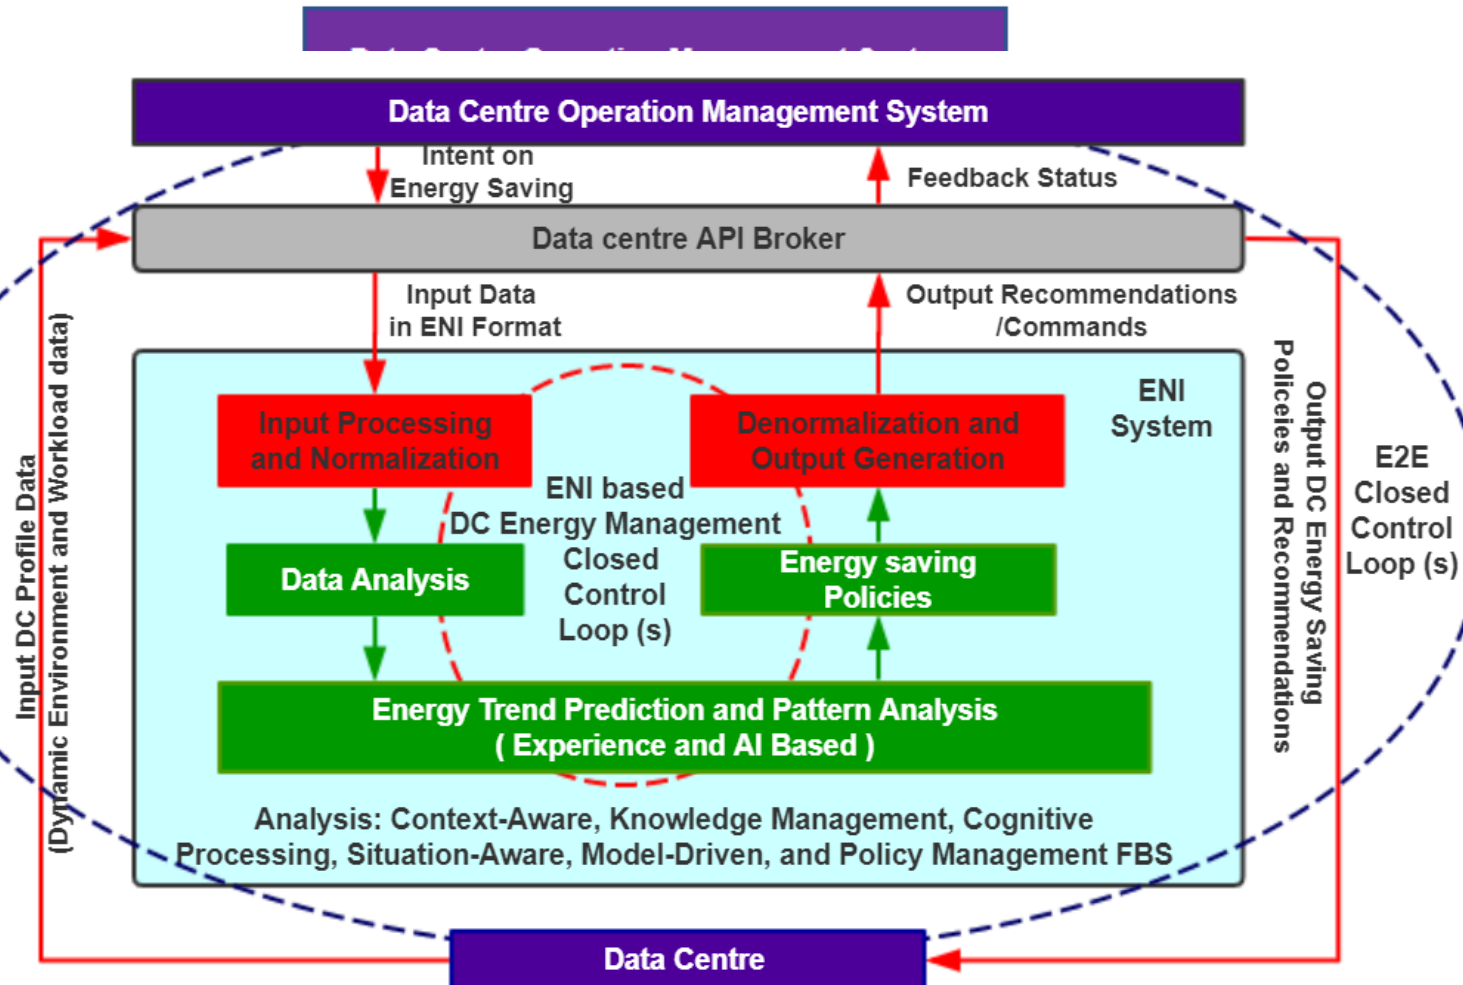 Data Centre Operation Management System
Intent on
Energy Saving
Feedback Status
Data centre API Broker
Input Data
in ENI Format
Output Recommendations
/Commands
ENI
System
Input Processing
and Normalization
Denormalization and
Output Generation
ENI based
DC Energy Management
Closed
Control
Loop (s)
Data Analysis
Energy saving
Policies
Energy Trend Prediction and Pattern Analysis
( Experience and AI Based )
Analysis: Context-Aware, Knowledge Management, Cognitive
Processing, Situation-Aware, Model-Driven, and Policy Management FBS
Input DC Profile Data
(Dynamic Environment and Workload data)
Output DC Energy Saving
Policeies and Recommendations
E2E
Closed
Control
Loop (s)
Data Centre